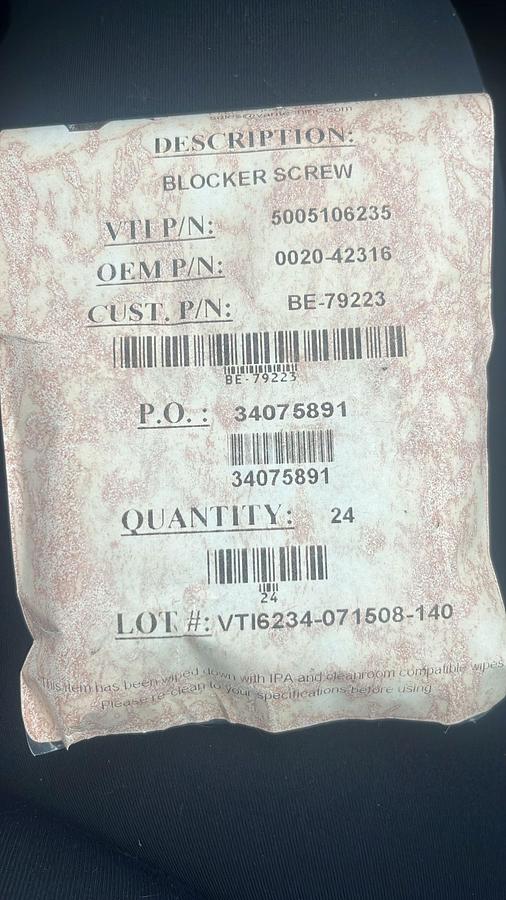 DESCRIPTION:
BLOCKER SCREW
VTI P/N: 5005106235
OEM P/N: 0020-42316
CUST. P/N: BE-79223
BE-79223
P.O. : 34075891
34075891
QUANTITY: 24
24
LOT #: VTI6234-071508-140
This item has been wiped down with IPA and cleanroom compatible wipes
Please re-clean to your specifications before using